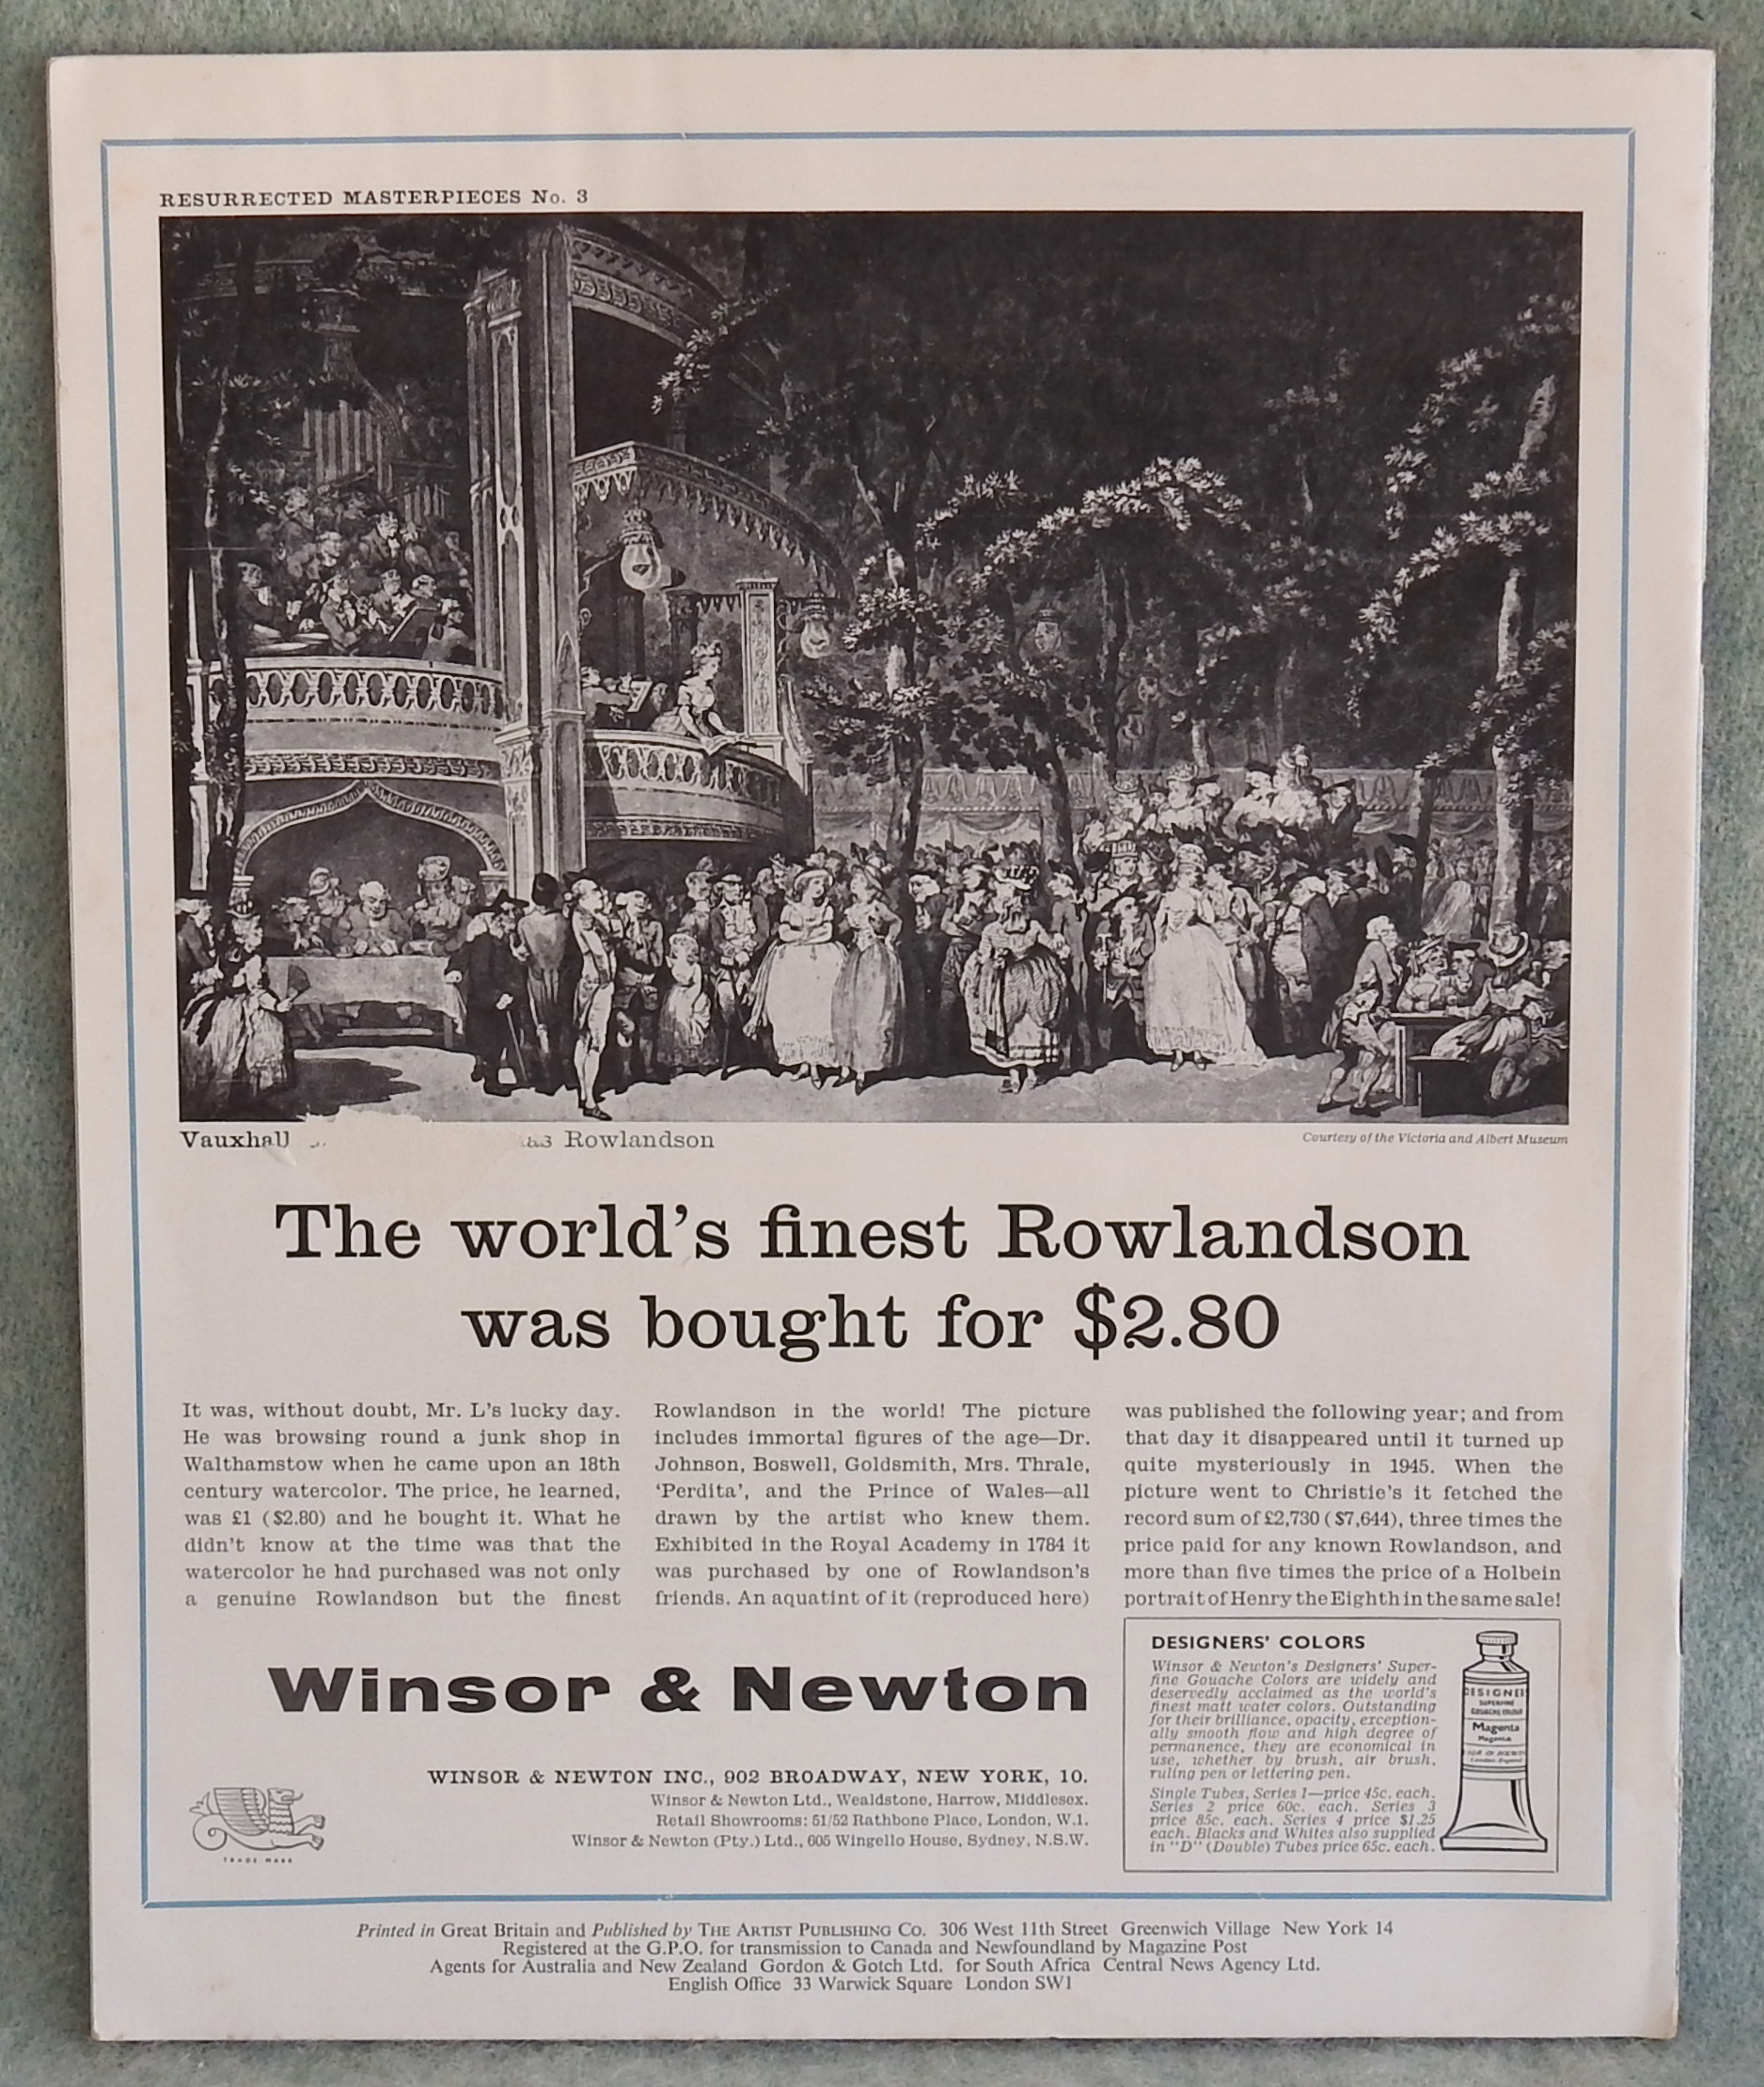 RESURRECTED MASTERPIECES No. 3
Vauxhall Rowlandson
Courtesy of the Victoria and Albert Museum
The world's finest Rowlandson
was bought for $2.80
It was, without doubt, Mr. L's lucky day.
He was browsing round a junk shop in
Walthamstow when he came upon an 18th
century watercolor. The price, he learned,
was £1 ($2.80) and he bought it. What he
didn't know at the time was that the
watercolor he had purchased was not only
a genuine Rowlandson but the finest
Rowlandson in the world! The picture
includes immortal figures of the age—Dr.
Johnson, Boswell, Goldsmith, Mrs. Thrale,
'Perdita', and the Prince of Wales—all
drawn by the artist who knew them.
Exhibited in the Royal Academy in 1784 it
was purchased by one of Rowlandson's
friends. An aquatint of it (reproduced here)
was published the following year; and from
that day it disappeared until it turned up
quite mysteriously in 1945. When the
picture went to Christie's it fetched the
record sum of £2,730 ($7,644), three times the
price paid for any known Rowlandson, and
more than five times the price of a Holbein
portrait of Henry the Eighth in the same sale!
Winsor & Newton
WINSOR & NEWTON INC., 902 BROADWAY, NEW YORK, 10.
Winsor & Newton Ltd., Wealdstone, Harrow, Middlesex.
Retail Showrooms: 51/52 Rathbone Place, London, W.1.
Winsor & Newton (Pty.) Ltd., 605 Wingello House, Sydney, N.S.W.
TRADE MARK
DESIGNERS' COLORS
Winsor & Newton's Designers' Super-
fine Gouache Colors are widely and
deservedly acclaimed as the world's
finest matt water colors. Outstanding
for their brilliance, opacity, exception-
ally smooth flow and high degree of
permanence, they are economical in
use, whether by brush, air brush,
ruling pen or lettering pen.
Single Tubes, Series 1—price 45c. each.
Series 2 price 60c. each. Series 3
price 85c. each. Series 4 price $1.25
each. Blacks and Whites also supplied
in "D" (Double) Tubes price 65c. each.
DESIGNE
SUPERFINE
GOUACHE COLOUR
Magenta
Magenta
London England
Printed in Great Britain and Published by THE ARTIST PUBLISHING CO. 306 West 11th Street Greenwich Village New York 14
Registered at the G.P.O. for transmission to Canada and Newfoundland by Magazine Post
Agents for Australia and New Zealand Gordon & Gotch Ltd. for South Africa Central News Agency Ltd.
English Office 33 Warwick Square London SW1